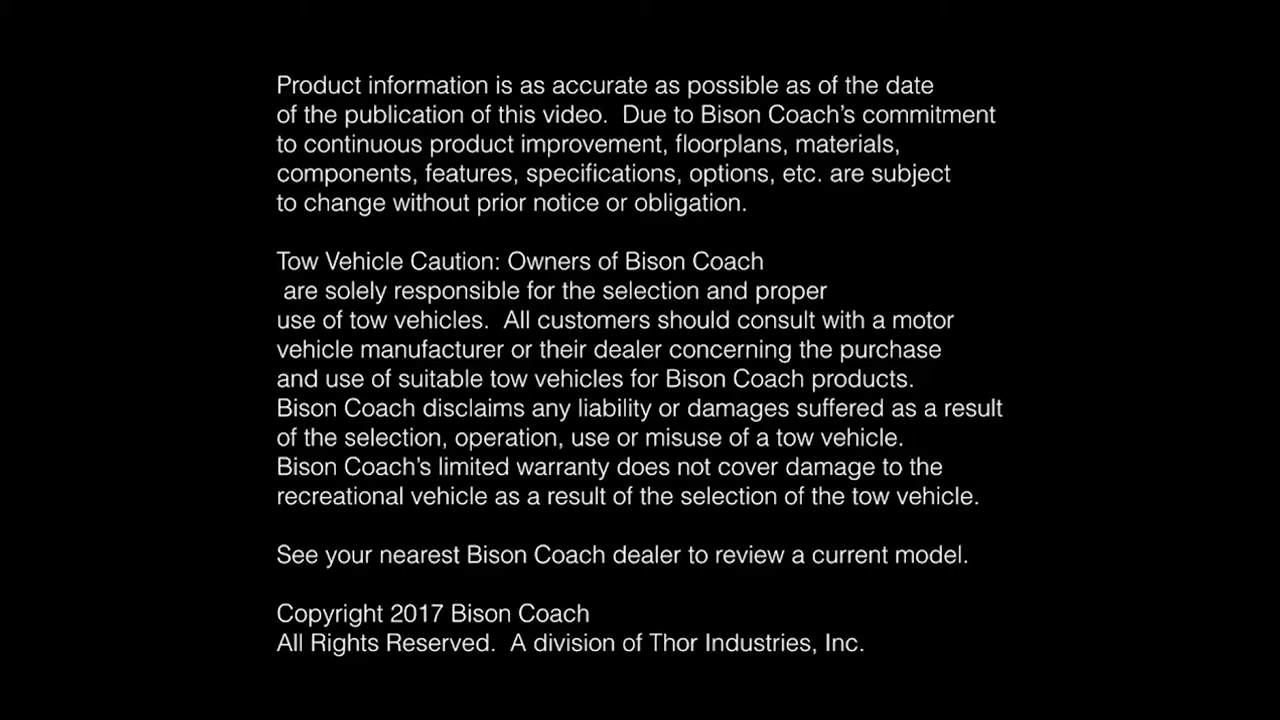 Product information is as accurate as possible as of the date
of the publication of this video.  Due to Bison Coach's commitment
to continuous product improvement, floorplans, materials,
components, features, specifications, options, etc. are subject
to change without prior notice or obligation.
Tow Vehicle Caution: Owners of Bison Coach
are solely responsible for the selection and proper
use of tow vehicles.  All customers should consult with a motor
vehicle manufacturer or their dealer concerning the purchase
and use of suitable tow vehicles for Bison Coach products.
Bison Coach disclaims any liability or damages suffered as a result
of the selection, operation, use or misuse of a tow vehicle.
Bison Coach's limited warranty does not cover damage to the
recreational vehicle as a result of the selection of the tow vehicle.
See your nearest Bison Coach dealer to review a current model.
Copyright 2017 Bison Coach
All Rights Reserved.  A division of Thor Industries, Inc.